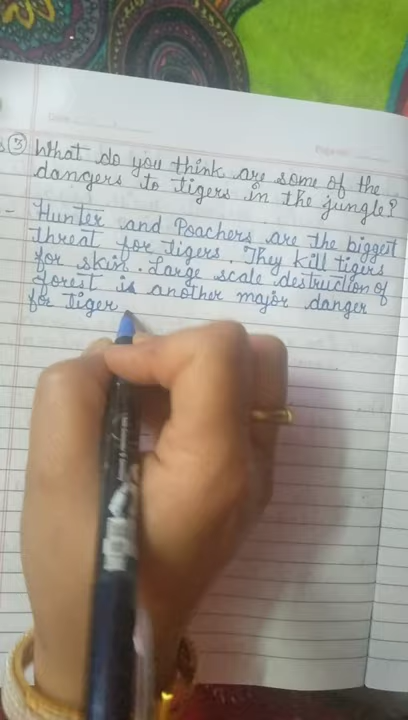 ③ What do you think are some of the
dangers to tigers in the jungle?
- Hunter and Poachers are the biggest
threat for tigers. They kill tigers
for skin. Large scale destruction of
forest is another major danger
for tiger